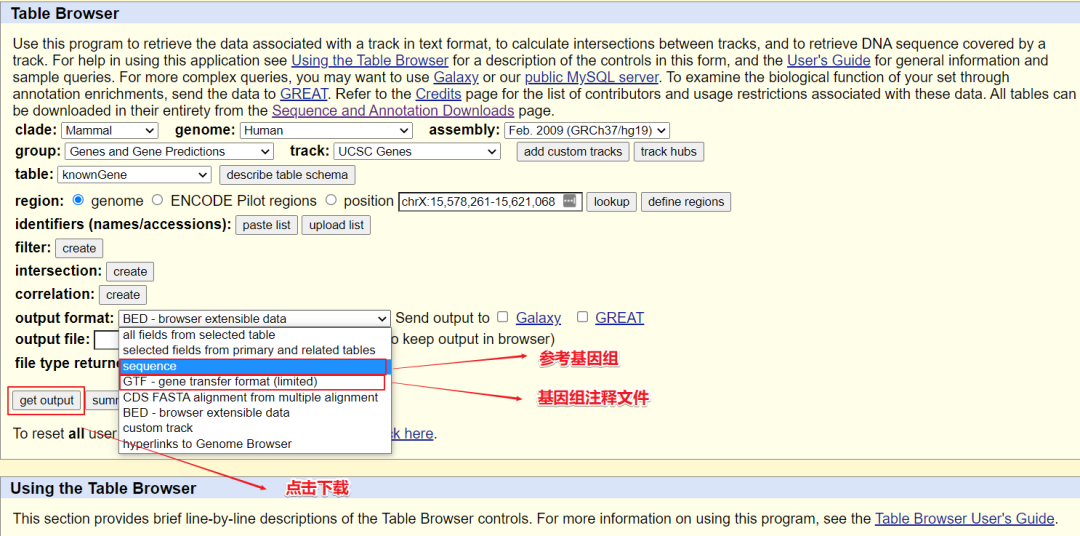 Table Browser
Use this program to retrieve the data associated with a track in text format, to calculate intersections between tracks, and to retrieve DNA sequence covered by a
track. For help in using this application see Using the Table Browser for a description of the controls in this form, and the User's Guide for general information and
sample queries. For more complex queries, you may want to use Galaxy or our public MySQL server. To examine the biological function of your set through
annotation enrichments, send the data to GREAT. Refer to the Credits page for the list of contributors and usage restrictions associated with these data. All tables can
be downloaded in their entirety from the Sequence and Annotation Downloads page.
clade: Mammal genome: Human assembly: Feb. 2009 (GRCh37/hg19)
group: Genes and Gene Predictions track: UCSC Genes add custom tracks track hubs
table: knownGene describe table schema
region: genome ENCODE Pilot regions position chrX:15,578,261-15,621,068 lookup define regions
identifiers (names/accessions): paste list upload list
filter: create
intersection: create
correlation: create
output format: BED - browser extensible data Send output to Galaxy GREAT
all fields from selected table
output file: o keep output in browser)
selected fields from primary and related tables
file type returne
sequence 参考基因组
GTF - gene transfer format (limited)
CDS FASTA alignment from multiple alignment 基因组注释文件
get output summ
BED - browser extensible data
custom track
To reset all user ck here.
hyperlinks to Genome Browser
点击下载
Using the Table Browser
This section provides brief line-by-line descriptions of the Table Browser controls. For more information on using this program, see the Table Browser User's Guide.